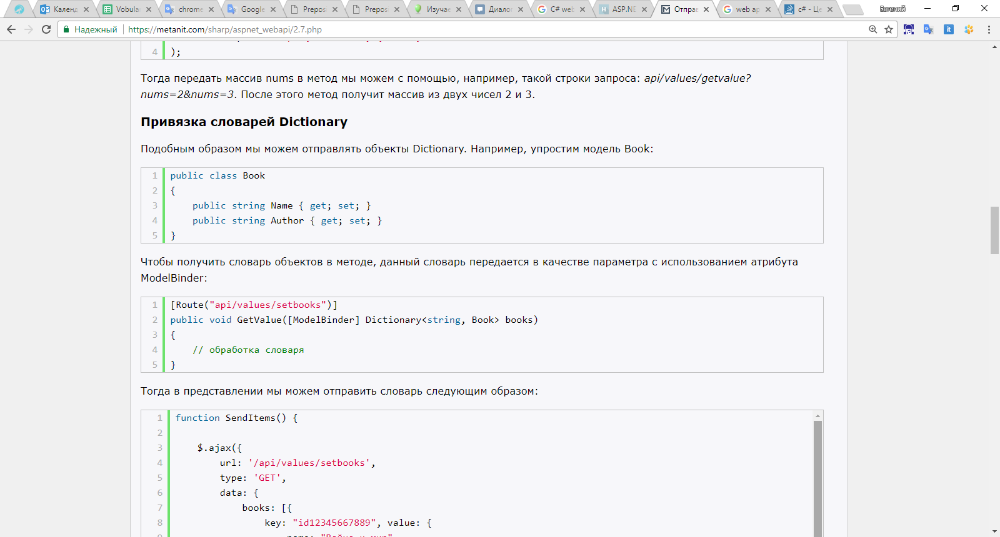 Календ
Vobular
chrome
Google
Prepos
Prepos
Изучае
Диалог
C# web
ASP.NE
Отправ
web ap
c# - Це
Евгений
Надежный
https://metanit.com/sharp/aspnet_webapi/2.7.php
4 );
Тогда передать массив nums в метод мы можем с помощью, например, такой строки запроса: api/values/getvalue?
nums=2&nums=3. После этого метод получит массив из двух чисел 2 и 3.
Привязка словарей Dictionary
Подобным образом мы можем отправлять объекты Dictionary. Например, упростим модель Book:
1 public class Book
2 {
3 public string Name { get; set; }
4 public string Author { get; set; }
5 }
Чтобы получить словарь объектов в методе, данный словарь передается в качестве параметра с использованием атрибута
ModelBinder:
1 [Route("api/values/setbooks")]
2 public void GetValue([ModelBinder] Dictionary<string, Book> books)
3 {
4 // обработка словаря
5 }
Тогда в представлении мы можем отправить словарь следующим образом:
1 function SendItems() {
2
3 $.ajax({
4 url: '/api/values/setbooks',
5 type: 'GET',
6 data: {
7 books: [{
8 key: "id12345667889", value: {